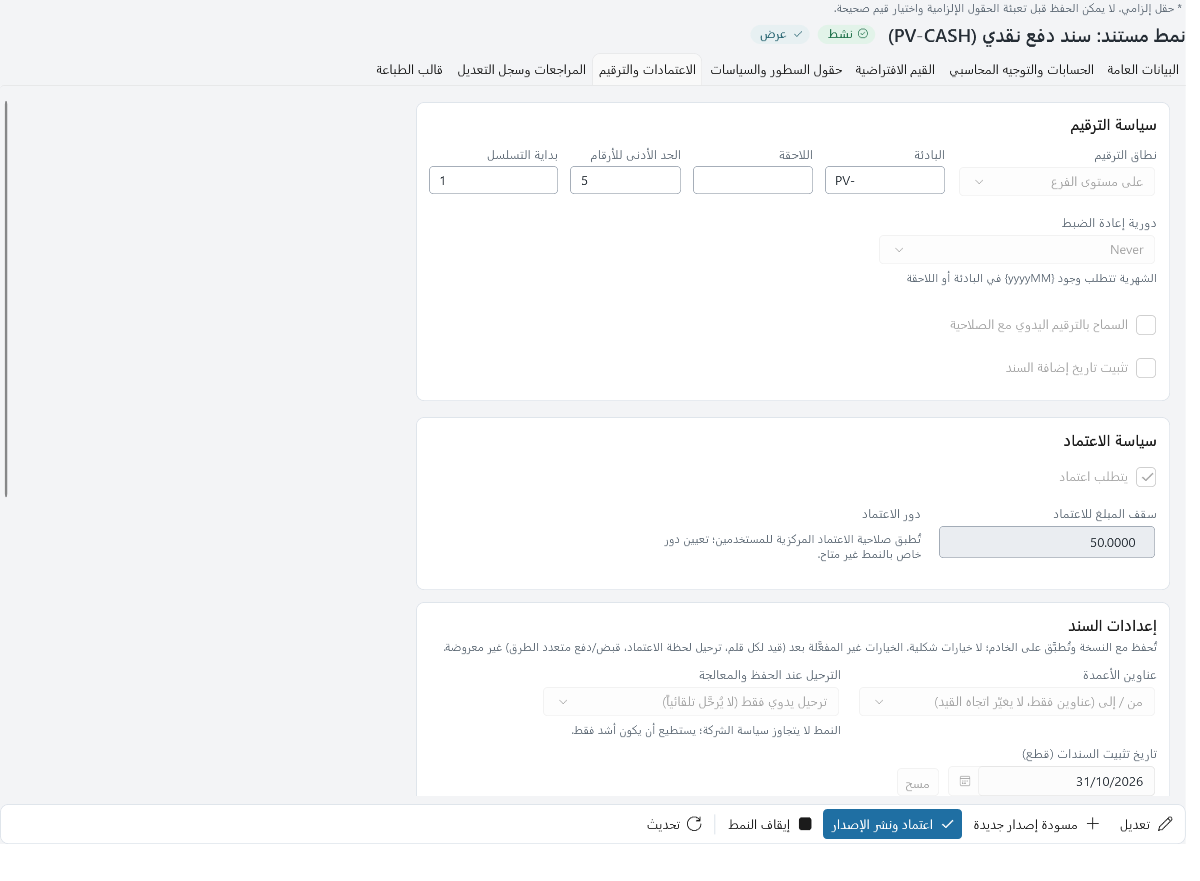 * حقل إلزامي. لا يمكن الحفظ قبل تعبئة الحقول الإلزامية واختيار قيم صحيحة.
نمط مستند: سند دفع نقدي (PV-CASH) نشط عرض
البيانات العامة الحسابات والتوجيه المحاسبي القيم الافتراضية حقول السطور والسياسات الاعتمادات والترقيم المراجعات وسجل التعديل قالب الطباعة
سياسة الترقيم
نطاق الترقيم البادئة اللاحقة الحد الأدنى للأرقام بداية التسلسل
على مستوى الفرع PV- 5 1
دورية إعادة الضبط
Never
الشهرية تتطلب وجود {yyyyMM} في البادئة أو اللاحقة
السماح بالترقيم اليدوي مع الصلاحية
تثبيت تاريخ إضافة السند
سياسة الاعتماد
يتطلب اعتماد
سقف المبلغ للاعتماد دور الاعتماد
50.0000 تُطبق صلاحية الاعتماد المركزية للمستخدمين؛ تعيين دور
خاص بالنمط غير متاح.
إعدادات السند
تُحفظ مع النسخة وتُطبَّق على الخادم؛ لا خيارات شكلية. الخيارات غير المفعَّلة بعد (قيد لكل قلم، ترحيل لحظة الاعتماد، قبض/دفع متعدد الطرق) غير معروضة.
عناوين الأعمدة الترحيل عند الحفظ والمعالجة
من / إلى (عناوين فقط، لا يغيّر اتجاه القيد) ترحيل يدوي فقط (لا يُرحَّل تلقائياً)
النمط لا يتجاوز سياسة الشركة؛ يستطيع أن يكون أشد فقط.
تاريخ تثبيت السندات (قطع)
31/10/2026 مسح
تعديل مسودة إصدار جديدة اعتماد ونشر الإصدار إيقاف النمط تحديث